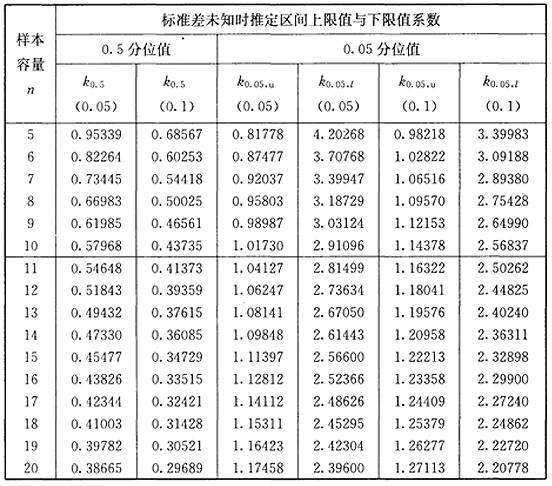 样本容量n 标准差未知时推定区间上限值与下限值系数
0.5分位值 0.05分位值
k0.5 k0.5 k0.05,u k0.05,l k0.05,u k0.05,l
(0.05) (0.1) (0.05) (0.05) (0.1) (0.1)
5 0.95339 0.68567 0.81778 4.20268 0.98218 3.39983
6 0.82264 0.60253 0.87477 3.70768 1.02822 3.09188
7 0.73445 0.54418 0.92037 3.39947 1.06516 2.89380
8 0.66983 0.50025 0.95803 3.18729 1.09570 2.75428
9 0.61985 0.46561 0.98987 3.03124 1.12153 2.64990
10 0.57968 0.43735 1.01730 2.91096 1.14378 2.56837
11 0.54648 0.41373 1.04127 2.81499 1.16322 2.50262
12 0.51843 0.39359 1.06247 2.73634 1.18041 2.44825
13 0.49432 0.37615 1.08141 2.67050 1.19576 2.40240
14 0.47330 0.36085 1.09848 2.61443 1.20958 2.36311
15 0.45477 0.34729 1.11397 2.56600 1.22213 2.32898
16 0.43826 0.33515 1.12812 2.52366 1.23358 2.29900
17 0.42344 0.32421 1.14112 2.48626 1.24409 2.27240
18 0.41003 0.31428 1.15311 2.45295 1.25379 2.24862
19 0.39782 0.30521 1.16423 2.42304 1.26277 2.22720
20 0.38665 0.29689 1.17458 2.39600 1.27113 2.20778